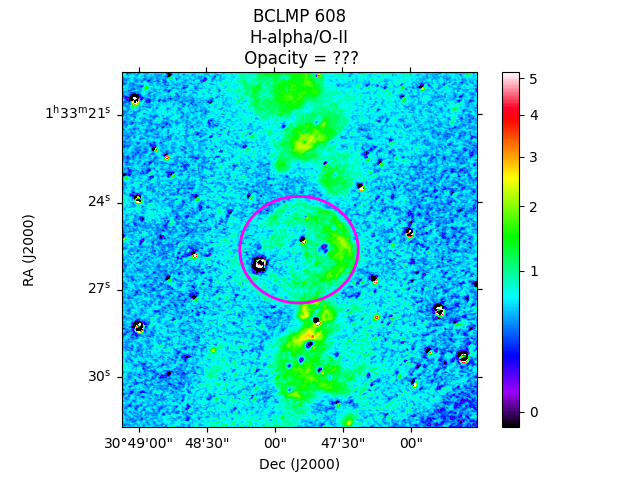 BCLMP 608
H-alpha/O-II
Opacity = ???
RA (J2000)
1ʰ33ᵐ21ˢ
24ˢ
27ˢ
30ˢ
30°49'00" 48'30" 00" 47'30" 00"
Dec (J2000)
5
4
3
2
1
0